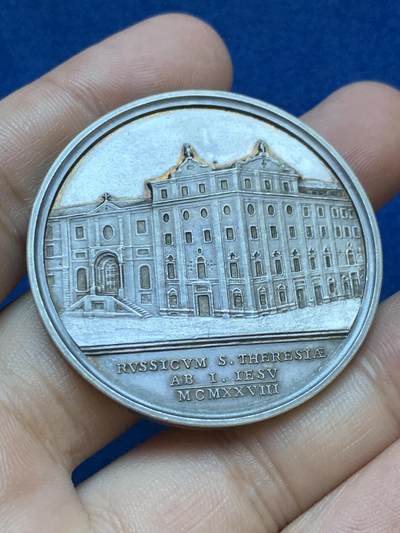 RVSSICVM S. THERESIÆ
AB I. IESV
MCMXXVIII